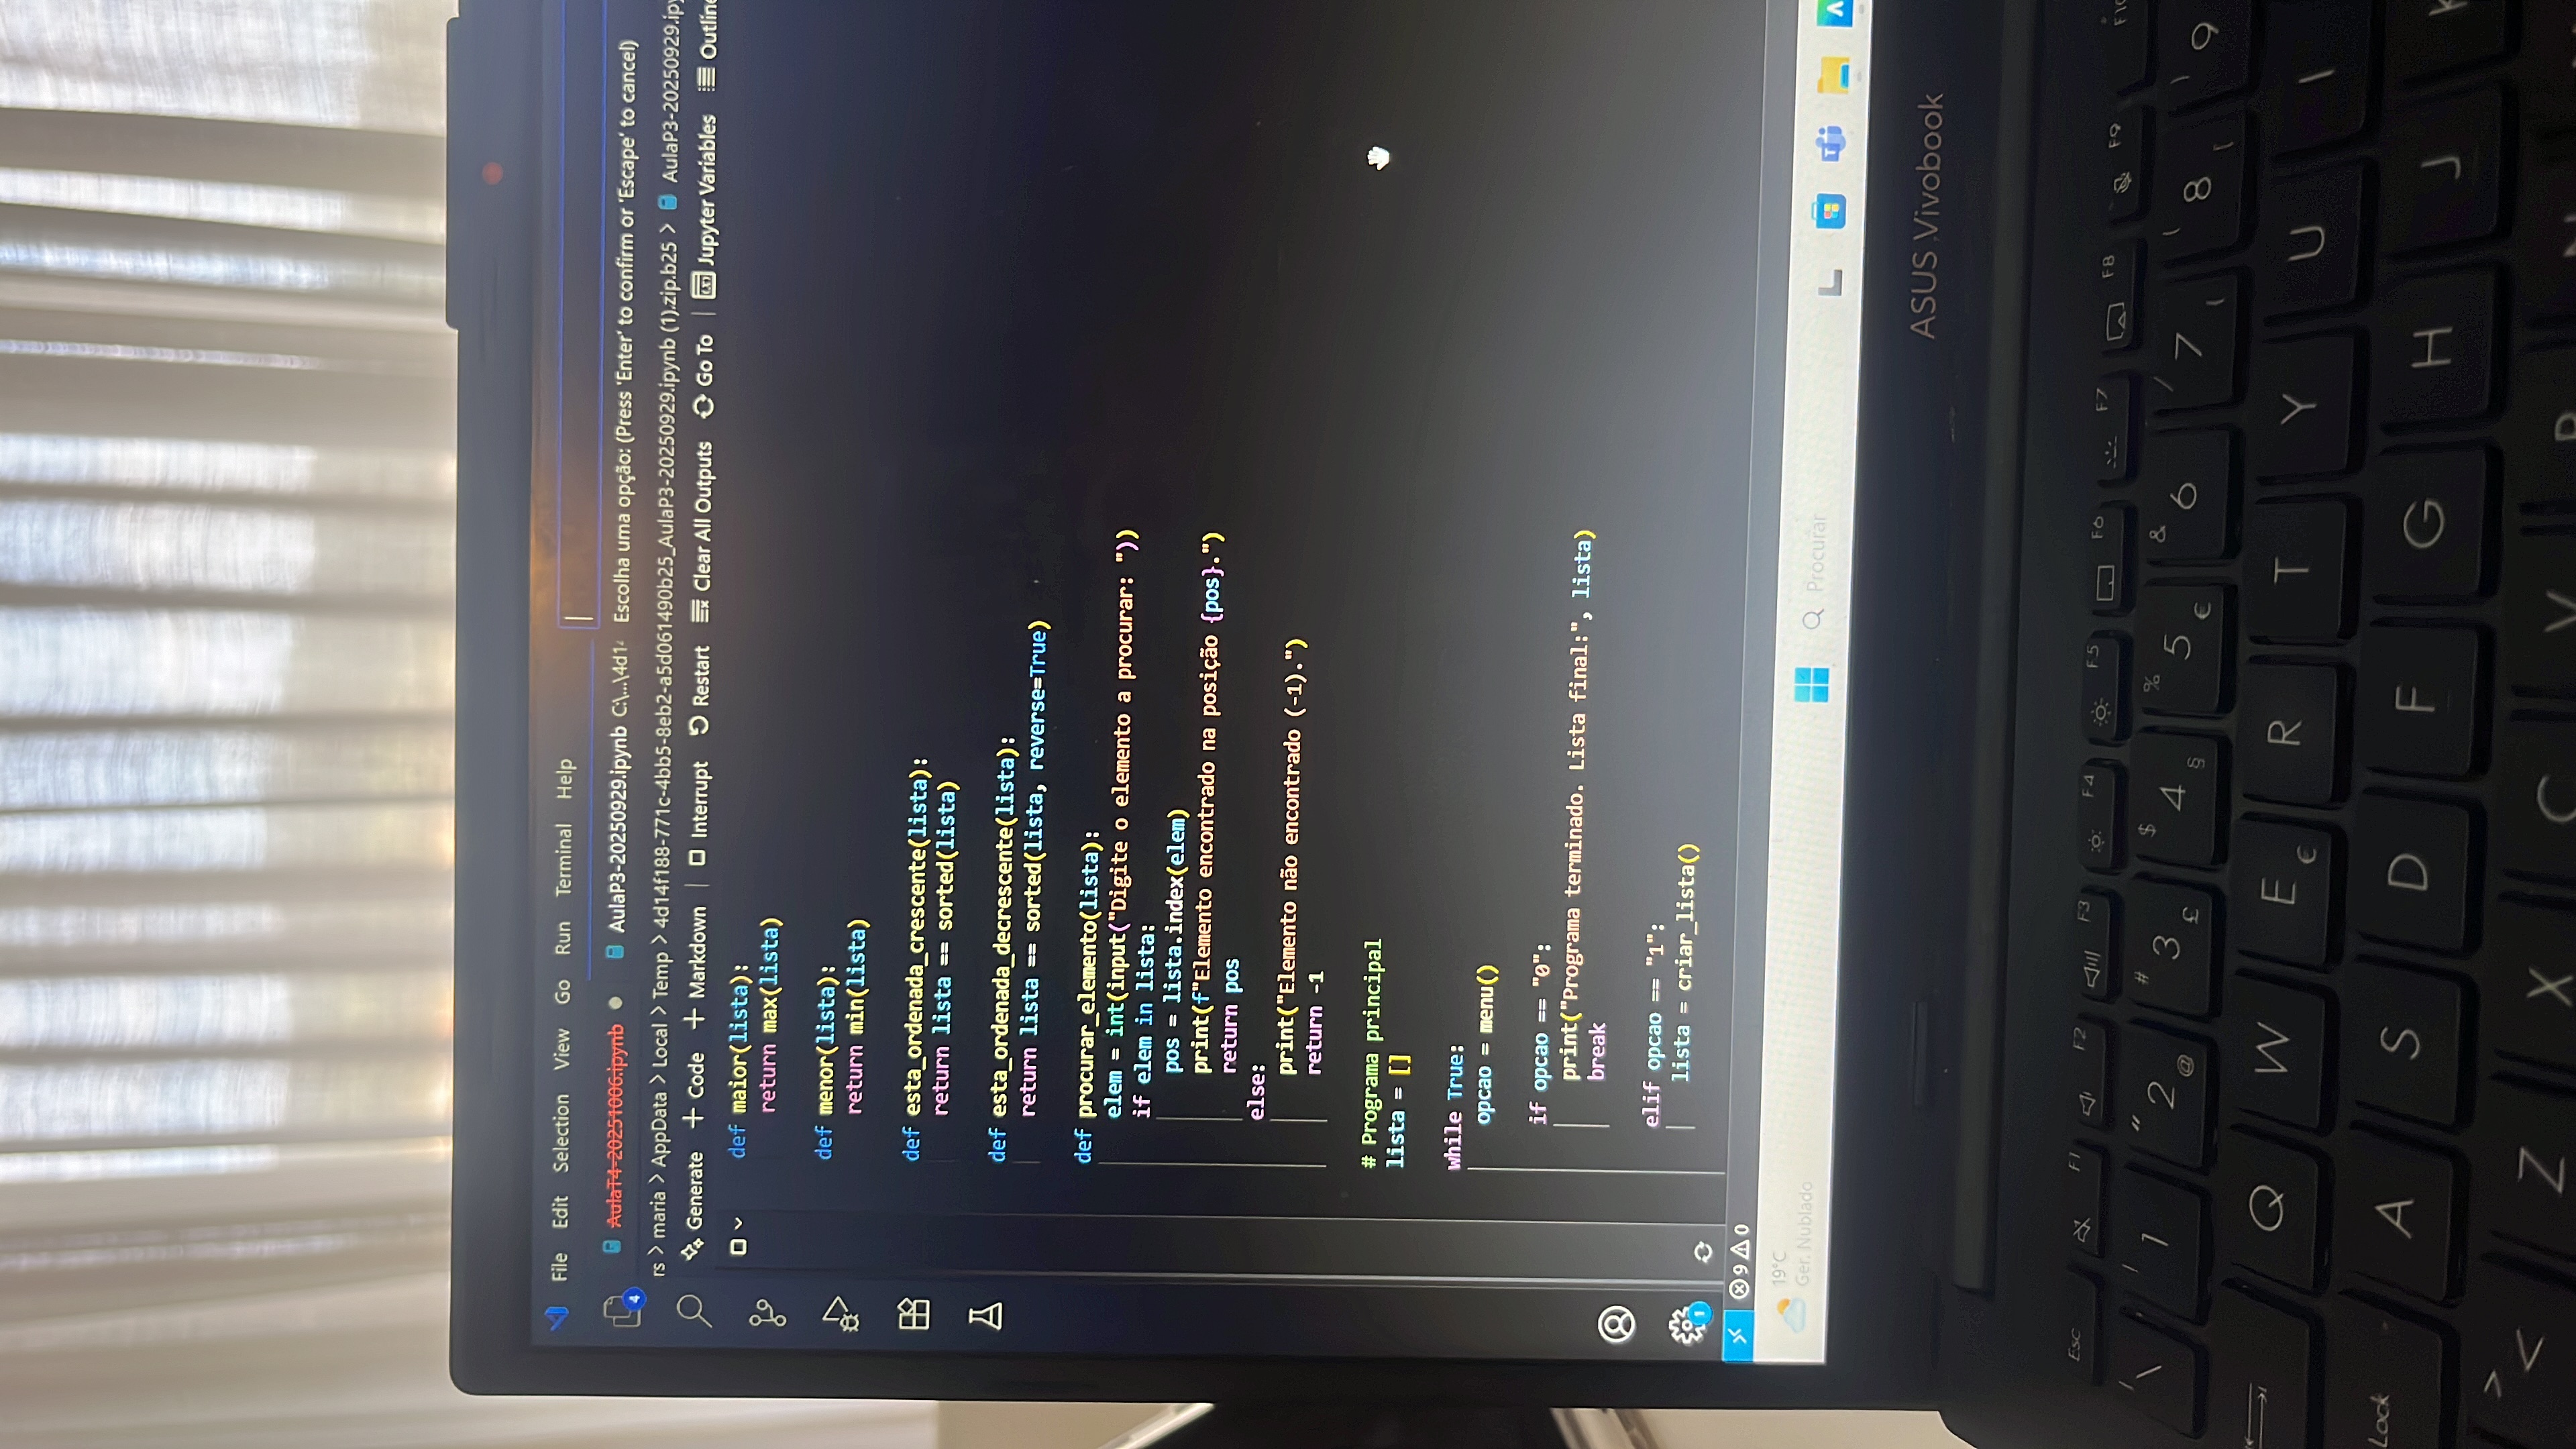 File Edit Selection View Go Run Terminal Help
AulaT4-20251006.ipynb AulaP3-20250929.ipynb C:\...\4d14
Escolha uma opção: (Press 'Enter' to confirm or 'Escape' to cancel)
4
rs > maria > AppData > Local > Temp > 4d14f188-771c-4bb5-8eb2-a5d061490b25_AulaP3-20250929.ipynb (1).zip.b25 > AulaP3-20250929.ipy
Generate + Code + Markdown | Interrupt Restart Clear All Outputs Go To | Jupyter Variables Outline
def maior(lista):
return max(lista)
def menor(lista):
return min(lista)
def esta_ordenada_crescente(lista):
return lista == sorted(lista)
def esta_ordenada_decrescente(lista):
return lista == sorted(lista, reverse=True)
def procurar_elemento(lista):
elem = int(input("Digite o elemento a procurar: "))
if elem in lista:
pos = lista.index(elem)
print(f"Elemento encontrado na posição {pos}.")
return pos
else:
print("Elemento não encontrado (-1).")
return -1
# Programa principal
lista = []
while True:
opcao = menu()
if opcao == "0":
print("Programa terminado. Lista final:", lista)
break
elif opcao == "1":
lista = criar_lista()
1
9 0
19°C
Ger. Nublado
Procurar
ASUS Vivobook
Esc F1 F2 F3 F4 F5 F6 F7 F8 F9 F10
\ 1 " 2 @ # 3 £ $ 4 § % 5 € & 6 / 7 ( 8 [ ) 9
Q W E € R T Y U I
Lock A S D F G H J K
> < Z X C V